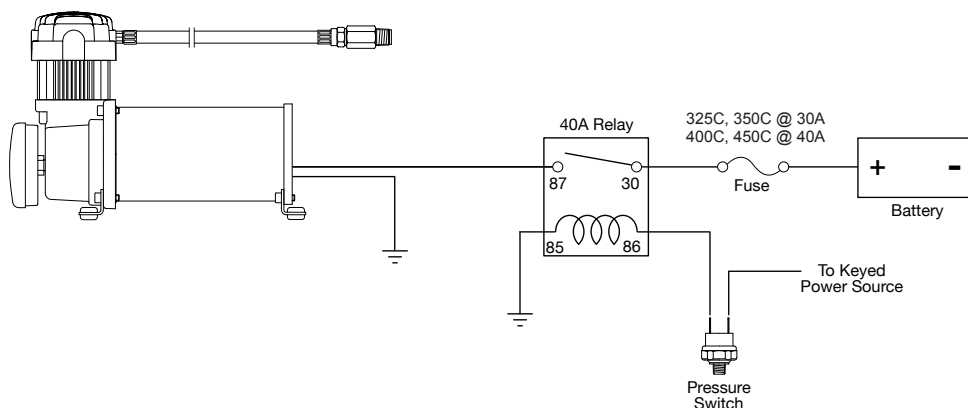 325C, 350C @ 30A
400C, 450C @ 40A
40A Relay
87
30
Fuse
+
-
Battery
85
86
To Keyed
Power Source
Pressure
Switch